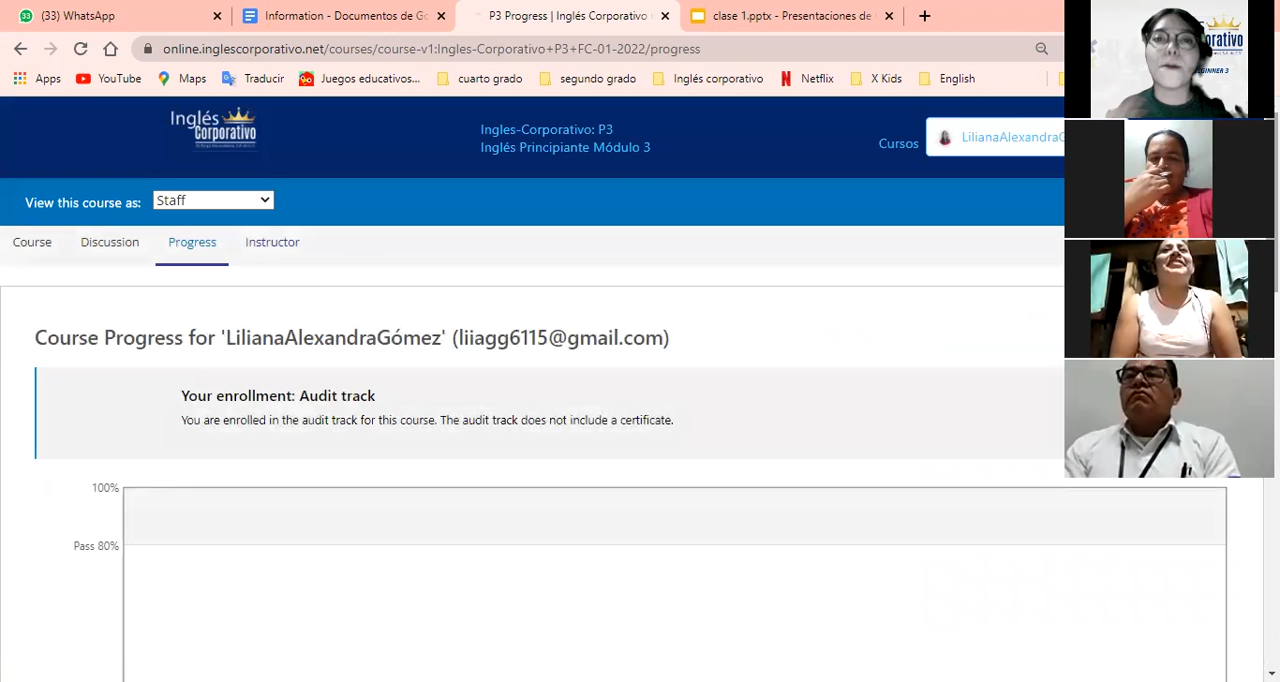 (33) WhatsApp
Information - Documentos de Go
P3 Progress | Inglés Corporativo
clase 1.pptx - Presentaciones de
online.inglescorporativo.net/courses/course-v1:Ingles-Corporativo+P3+FC-01-2022/progress
Apps
YouTube
Maps
Traducir
Juegos educativos...
cuarto grado
segundo grado
Inglés corporativo
Netflix
X Kids
English
Inglés
Corporativo
Ingles-Corporativo: P3
Inglés Principiante Módulo 3
Cursos
LilianaAlexandraG
View this course as:
Staff
Course
Discussion
Progress
Instructor
Course Progress for 'LilianaAlexandraGómez' (liiagg6115@gmail.com)
Your enrollment: Audit track
You are enrolled in the audit track for this course. The audit track does not include a certificate.
100%
Pass 80%
orativo
GINNER 3